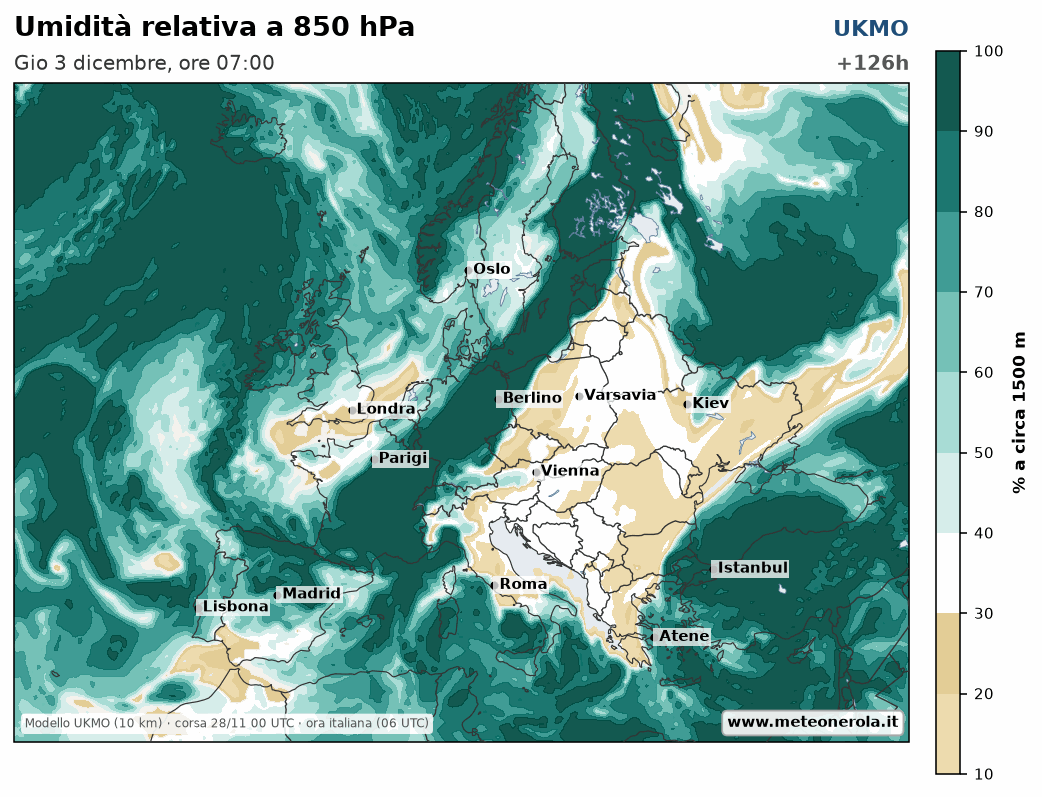 Umidità relativa a 850 hPa
UKMO
Gio 3 dicembre, ore 07:00
+126h
100
90
80
70
60
50
40
30
20
10
% a circa 1500 m
Oslo
Londra
Berlino
Varsavia
Kiev
Parigi
Vienna
Istanbul
Roma
Madrid
Lisbona
Atene
Modello UKMO (10 km) · corsa 28/11 00 UTC · ora italiana (06 UTC)
www.meteonerola.it